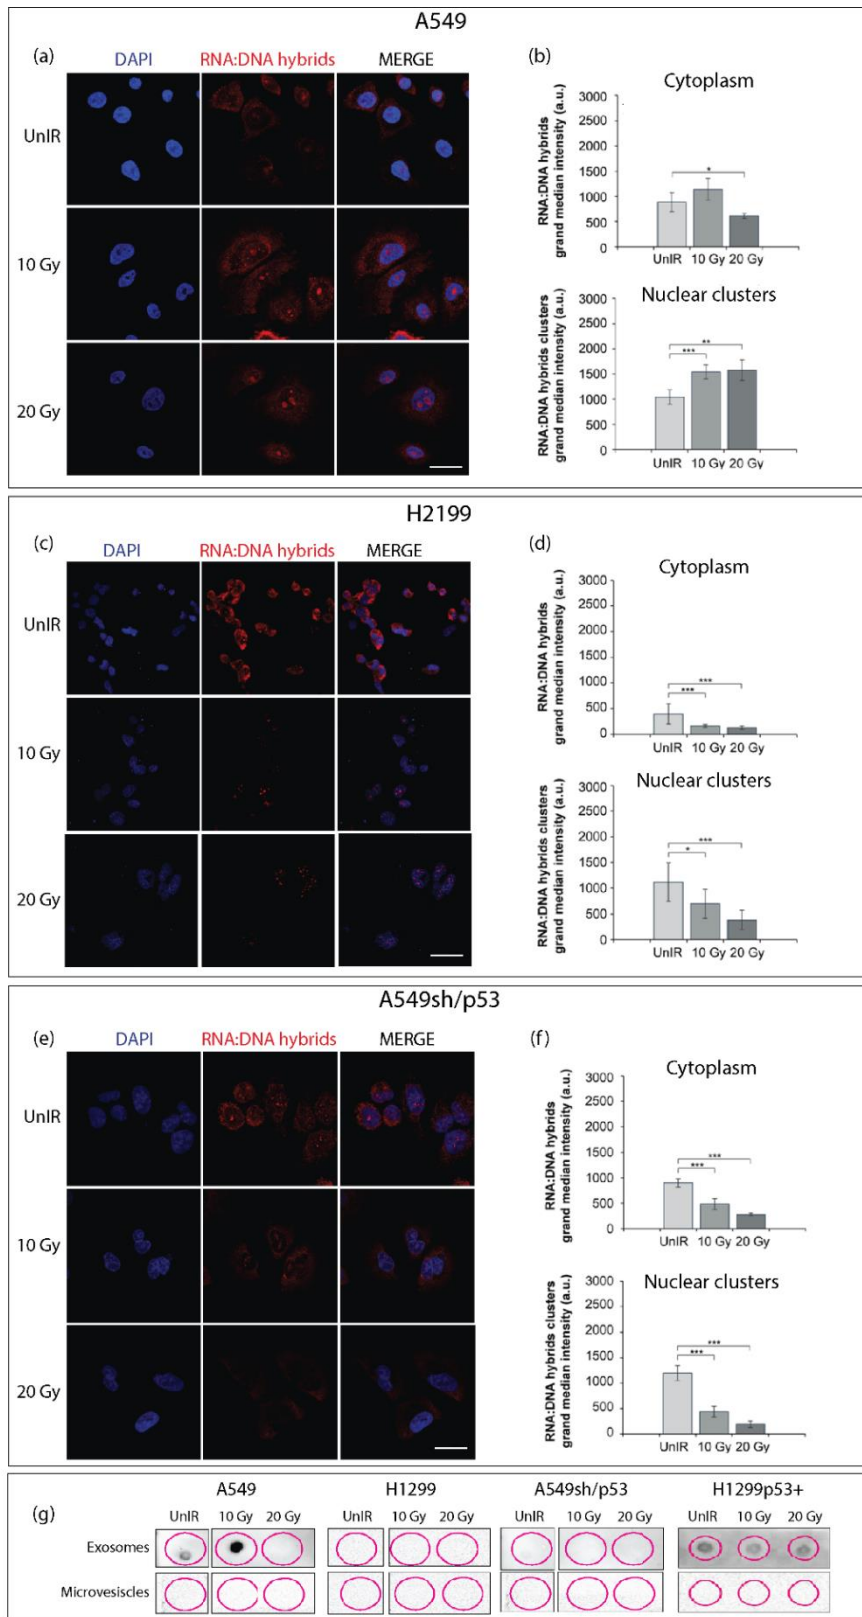 A549
(a) DAPI RNA:DNA hybrids MERGE
UnIR
10 Gy
20 Gy
(b)
Cytoplasm
RNA:DNA hybrids
grand median intensity (a.u.)
3000
2500
2000
1500
1000
500
0
*
UnIR 10 Gy 20 Gy
Nuclear clusters
RNA:DNA hybrids clusters
grand median intensity (a.u.)
3000
2500
2000
1500
1000
500
0
**
***
UnIR 10 Gy 20 Gy
H2199
(c) DAPI RNA:DNA hybrids MERGE
UnIR
10 Gy
20 Gy
(d)
Cytoplasm
RNA:DNA hybrids
grand median intensity (a.u.)
3000
2500
2000
1500
1000
500
0
***
***
UnIR 10 Gy 20 Gy
Nuclear clusters
RNA:DNA hybrids clusters
grand median intensity (a.u.)
3000
2500
2000
1500
1000
500
0
***
*
UnIR 10 Gy 20 Gy
A549sh/p53
(e) DAPI RNA:DNA hybrids MERGE
UnIR
10 Gy
20 Gy
(f)
Cytoplasm
RNA:DNA hybrids
grand median intensity (a.u.)
3000
2500
2000
1500
1000
500
0
***
***
UnIR 10 Gy 20 Gy
Nuclear clusters
RNA:DNA hybrids clusters
grand median intensity (a.u.)
3000
2500
2000
1500
1000
500
0
***
***
UnIR 10 Gy 20 Gy
(g)
A549 H1299 A549sh/p53 H1299p53+
UnIR 10 Gy 20 Gy UnIR 10 Gy 20 Gy UnIR 10 Gy 20 Gy UnIR 10 Gy 20 Gy
Exosomes
Microvesiscles